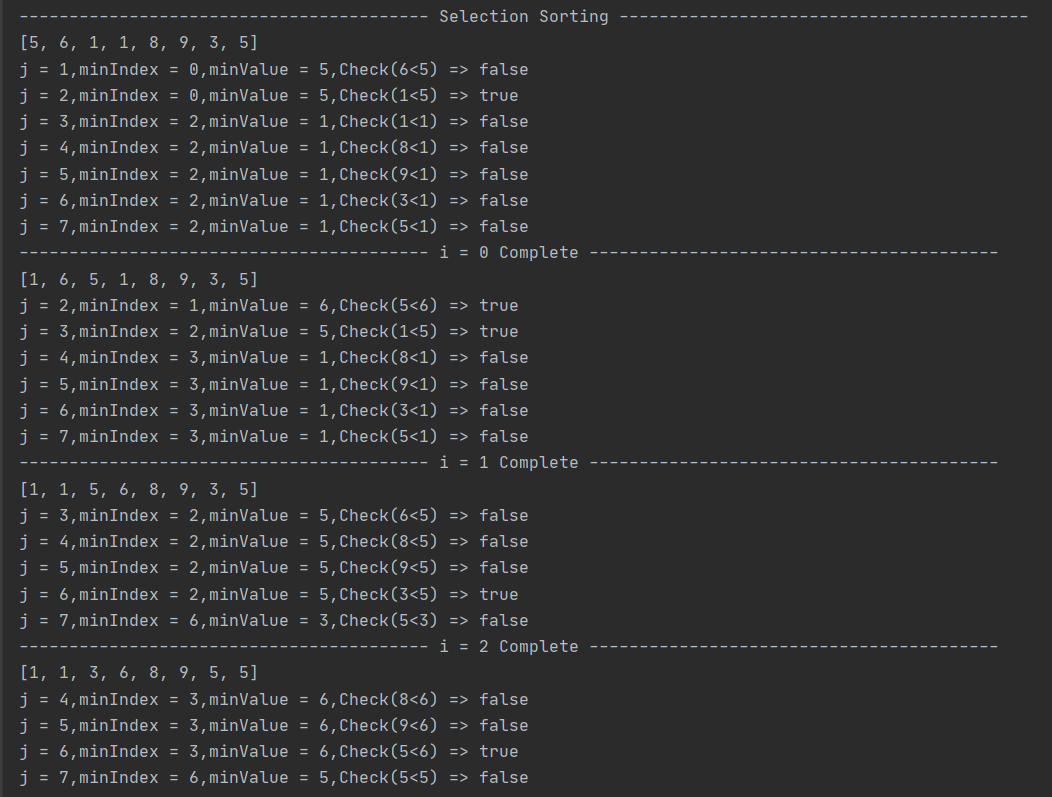 ----------------------------------------- Selection Sorting -----------------------------------------
[5, 6, 1, 1, 8, 9, 3, 5]
j = 1,minIndex = 0,minValue = 5,Check(6<5) => false
j = 2,minIndex = 0,minValue = 5,Check(1<5) => true
j = 3,minIndex = 2,minValue = 1,Check(1<1) => false
j = 4,minIndex = 2,minValue = 1,Check(8<1) => false
j = 5,minIndex = 2,minValue = 1,Check(9<1) => false
j = 6,minIndex = 2,minValue = 1,Check(3<1) => false
j = 7,minIndex = 2,minValue = 1,Check(5<1) => false
----------------------------------------- i = 0 Complete -----------------------------------------
[1, 6, 5, 1, 8, 9, 3, 5]
j = 2,minIndex = 1,minValue = 6,Check(5<6) => true
j = 3,minIndex = 2,minValue = 5,Check(1<5) => true
j = 4,minIndex = 3,minValue = 1,Check(8<1) => false
j = 5,minIndex = 3,minValue = 1,Check(9<1) => false
j = 6,minIndex = 3,minValue = 1,Check(3<1) => false
j = 7,minIndex = 3,minValue = 1,Check(5<1) => false
----------------------------------------- i = 1 Complete -----------------------------------------
[1, 1, 5, 6, 8, 9, 3, 5]
j = 3,minIndex = 2,minValue = 5,Check(6<5) => false
j = 4,minIndex = 2,minValue = 5,Check(8<5) => false
j = 5,minIndex = 2,minValue = 5,Check(9<5) => false
j = 6,minIndex = 2,minValue = 5,Check(3<5) => true
j = 7,minIndex = 6,minValue = 3,Check(5<3) => false
----------------------------------------- i = 2 Complete -----------------------------------------
[1, 1, 3, 6, 8, 9, 5, 5]
j = 4,minIndex = 3,minValue = 6,Check(8<6) => false
j = 5,minIndex = 3,minValue = 6,Check(9<6) => false
j = 6,minIndex = 3,minValue = 6,Check(5<6) => true
j = 7,minIndex = 6,minValue = 5,Check(5<5) => false